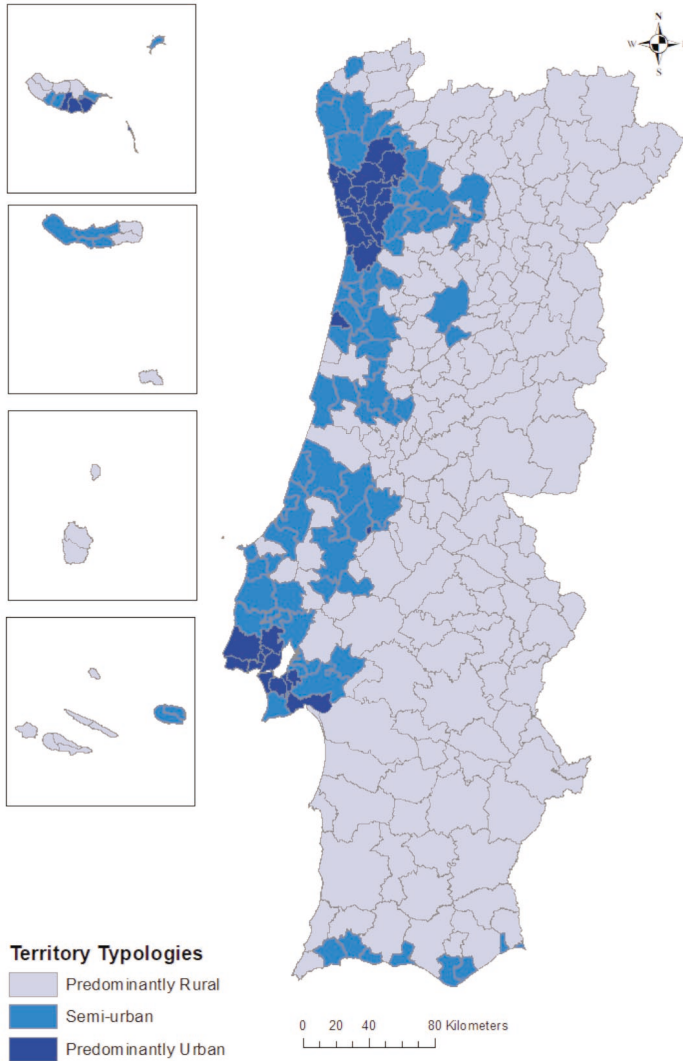 N
W
S
Territory Typologies
Predominantly Rural
Semi-urban
Predominantly Urban
0 20 40 80 Kilometers